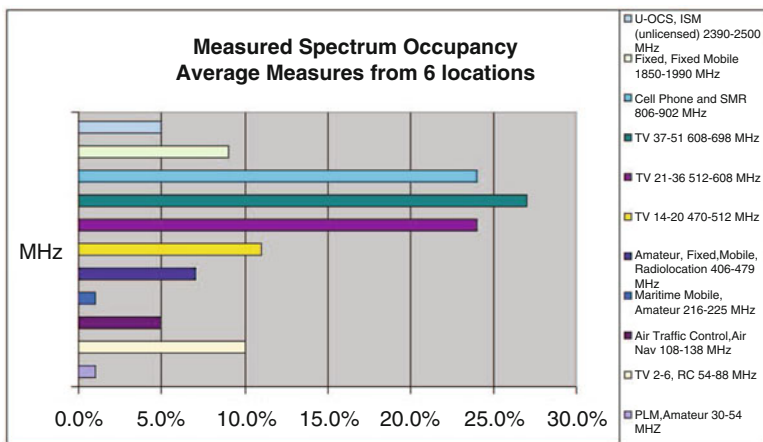 Measured Spectrum Occupancy
Average Measures from 6 locations
MHz
0.0% 5.0% 10.0% 15.0% 20.0% 25.0% 30.0%
U-OCS, ISM
(unlicensed) 2390-2500
MHz
Fixed, Fixed Mobile
1850-1990 MHz
Cell Phone and SMR
806-902 MHz
TV 37-51 608-698 MHz
TV 21-36 512-608 MHz
TV 14-20 470-512 MHz
Amateur, Fixed,Mobile,
Radiolocation 406-479
MHz
Maritime Mobile,
Amateur 216-225 MHz
Air Traffic Control,Air
Nav 108-138 MHz
TV 2-6, RC 54-88 MHz
PLM,Amateur 30-54
MHZ